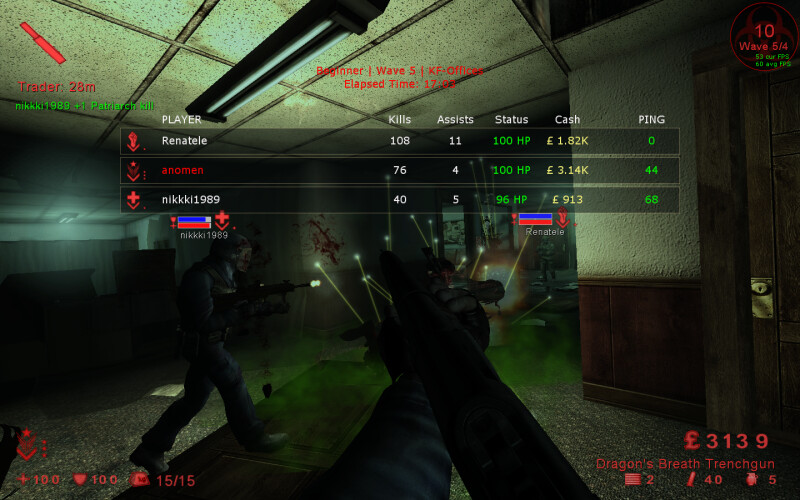 10
Wave 5/4
53 cur FPS
60 avg FPS
Beginner | Wave 5 | KF-Offices
Trader: 28m
nikkki1989 +1 Patriarch kill
PLAYER Kills Assists Status Cash PING
Renatele 108 11 100 HP £ 1.82K 0
anomen 76 4 100 HP £ 3.14K 44
nikkki1989 40 5 96 HP £ 913 68
nikkki1989
Renatele
£ 3139
Dragon's Breath Trenchgun
100 100 15/15
2 40 5
Elapsed Time: